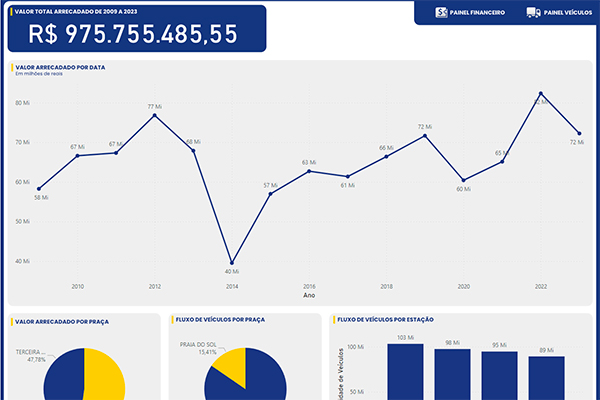 VALOR TOTAL ARRECADADO DE 2009 A 2023
R$ 975.755.485,55
PAINEL FINANCEIRO
PAINEL VEÍCULOS
VALOR ARRECADADO POR DATA
Em milhões de reais
80 Mi
70 Mi
60 Mi
50 Mi
40 Mi
58 Mi
67 Mi
67 Mi
77 Mi
68 Mi
40 Mi
57 Mi
63 Mi
61 Mi
66 Mi
72 Mi
60 Mi
65 Mi
82 Mi
72 Mi
2010
2012
2014
2016
2018
2020
2022
Ano
VALOR ARRECADADO POR PRAÇA
TERCEIRA ...
47,78%
FLUXO DE VEÍCULOS POR PRAÇA
PRAIA DO SOL
15,41%
FLUXO DE VEÍCULOS POR ESTAÇÃO
100 Mi
50 Mi
103 Mi
98 Mi
95 Mi
89 Mi
de Veículos